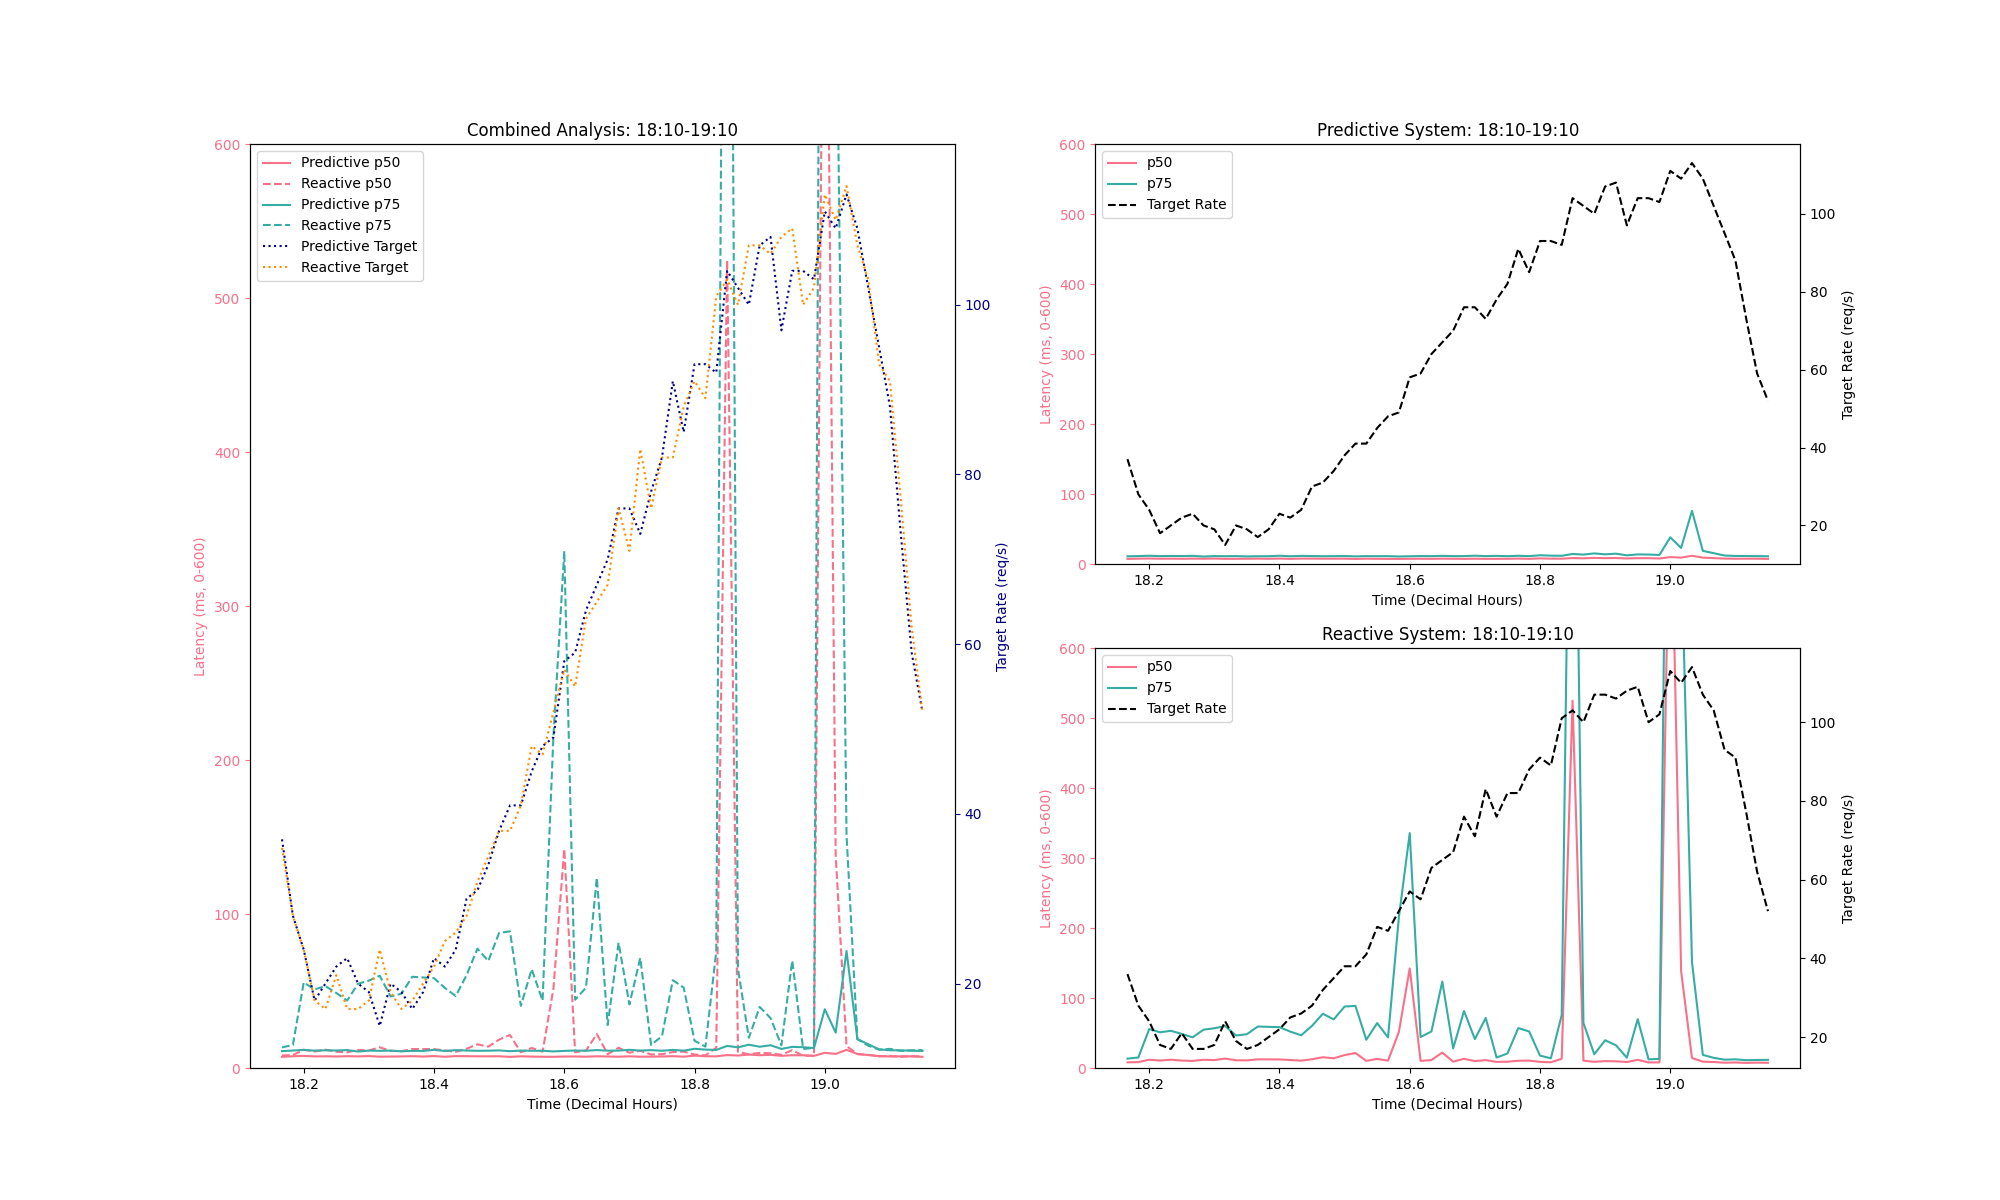 Combined Analysis: 18:10-19:10
600
500
400
300
200
100
0
Latency (ms, 0-600)
Predictive p50
Reactive p50
Predictive p75
Reactive p75
Predictive Target
Reactive Target
100
80
60
40
20
Target Rate (req/s)
18.2 18.4 18.6 18.8 19.0
Time (Decimal Hours)
Predictive System: 18:10-19:10
600
500
400
300
200
100
0
Latency (ms, 0-600)
p50
p75
Target Rate
100
80
60
40
20
Target Rate (req/s)
18.2 18.4 18.6 18.8 19.0
Time (Decimal Hours)
Reactive System: 18:10-19:10
600
500
400
300
200
100
0
Latency (ms, 0-600)
p50
p75
Target Rate
100
80
60
40
20
Target Rate (req/s)
18.2 18.4 18.6 18.8 19.0
Time (Decimal Hours)